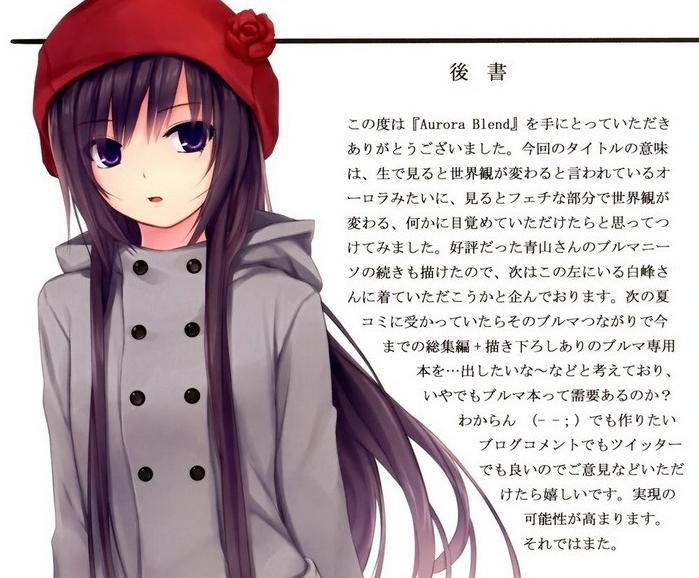 後 書
この度は『Aurora Blend』を手にとっていただき
ありがとうございました。今回のタイトルの意味
は、生で見ると世界観が変わると言われているオ
ーロラみたいに、見るとフェチな部分で世界観が
変わる、何かに目覚めていただけたらと思ってつ
けてみました。好評だった青山さんのブルマニー
ソの続きも描けたので、次はこの左にいる白峰さ
んに着ていただこうかと企んでおります。次の夏
コミに受かっていたらそのブルマつながりで今
までの総集編＋描き下ろしありのブルマ専用
本を…出したいな～などと考えており、
いやでもブルマ本って需要あるのか？
わからん （- -；）でも作りたい
ブログコメントでもツイッター
でも良いのでご意見などいただ
けたら嬉しいです。実現の
可能性が高まります。
それではまた。